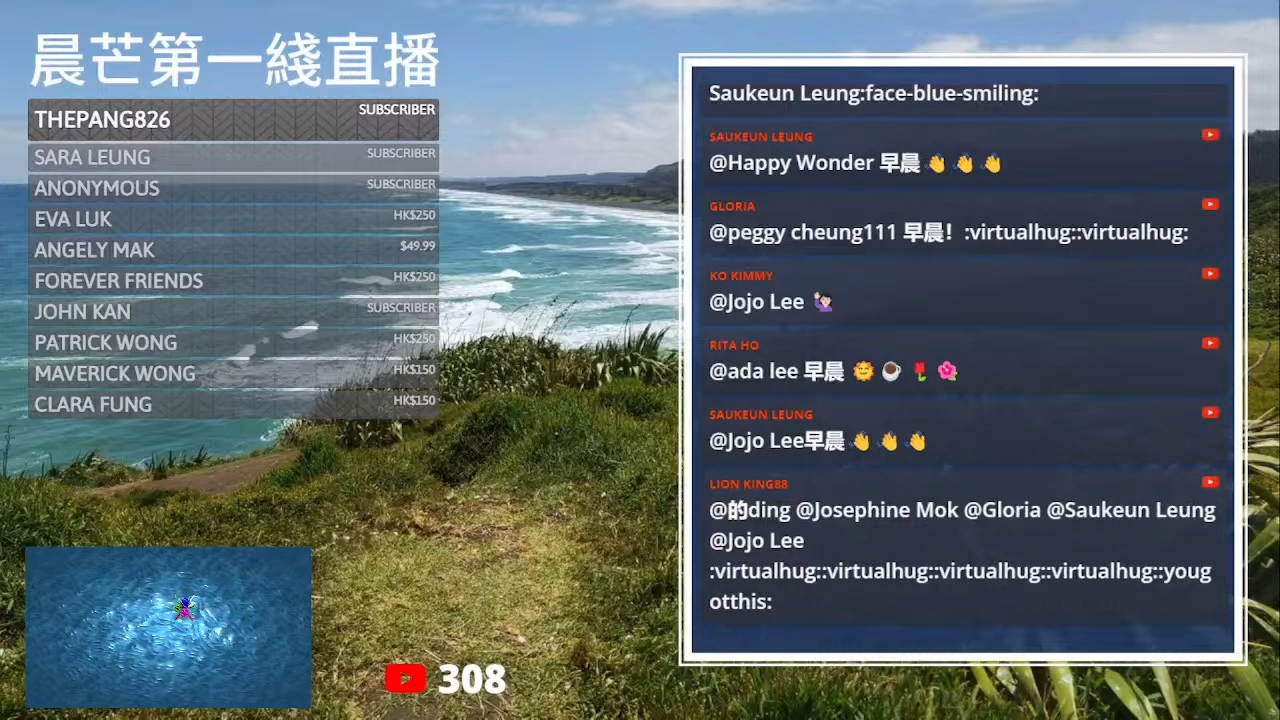 晨芒第一綫直播
THEPANG826 SUBSCRIBER
SARA LEUNG SUBSCRIBER
ANONYMOUS SUBSCRIBER
EVA LUK HK$250
ANGELY MAK $49.99
FOREVER FRIENDS HK$250
JOHN KAN SUBSCRIBER
PATRICK WONG HK$250
MAVERICK WONG HK$150
CLARA FUNG HK$150
308
Saukeun Leung:face-blue-smiling:
SAUKEUN LEUNG
@Happy Wonder 早晨 👋 👋 👋
GLORIA
@peggy cheung111 早晨! :virtualhug::virtualhug:
KO KIMMY
@Jojo Lee 🙋🏻‍♀️
RITA HO
@ada lee 早晨 🌞 ☕ 🌷 🌺
SAUKEUN LEUNG
@Jojo Lee早晨 👋 👋 👋
LION KING88
@的ding @Josephine Mok @Gloria @Saukeun Leung
@Jojo Lee
:virtualhug::virtualhug::virtualhug::virtualhug::youg
otthis: